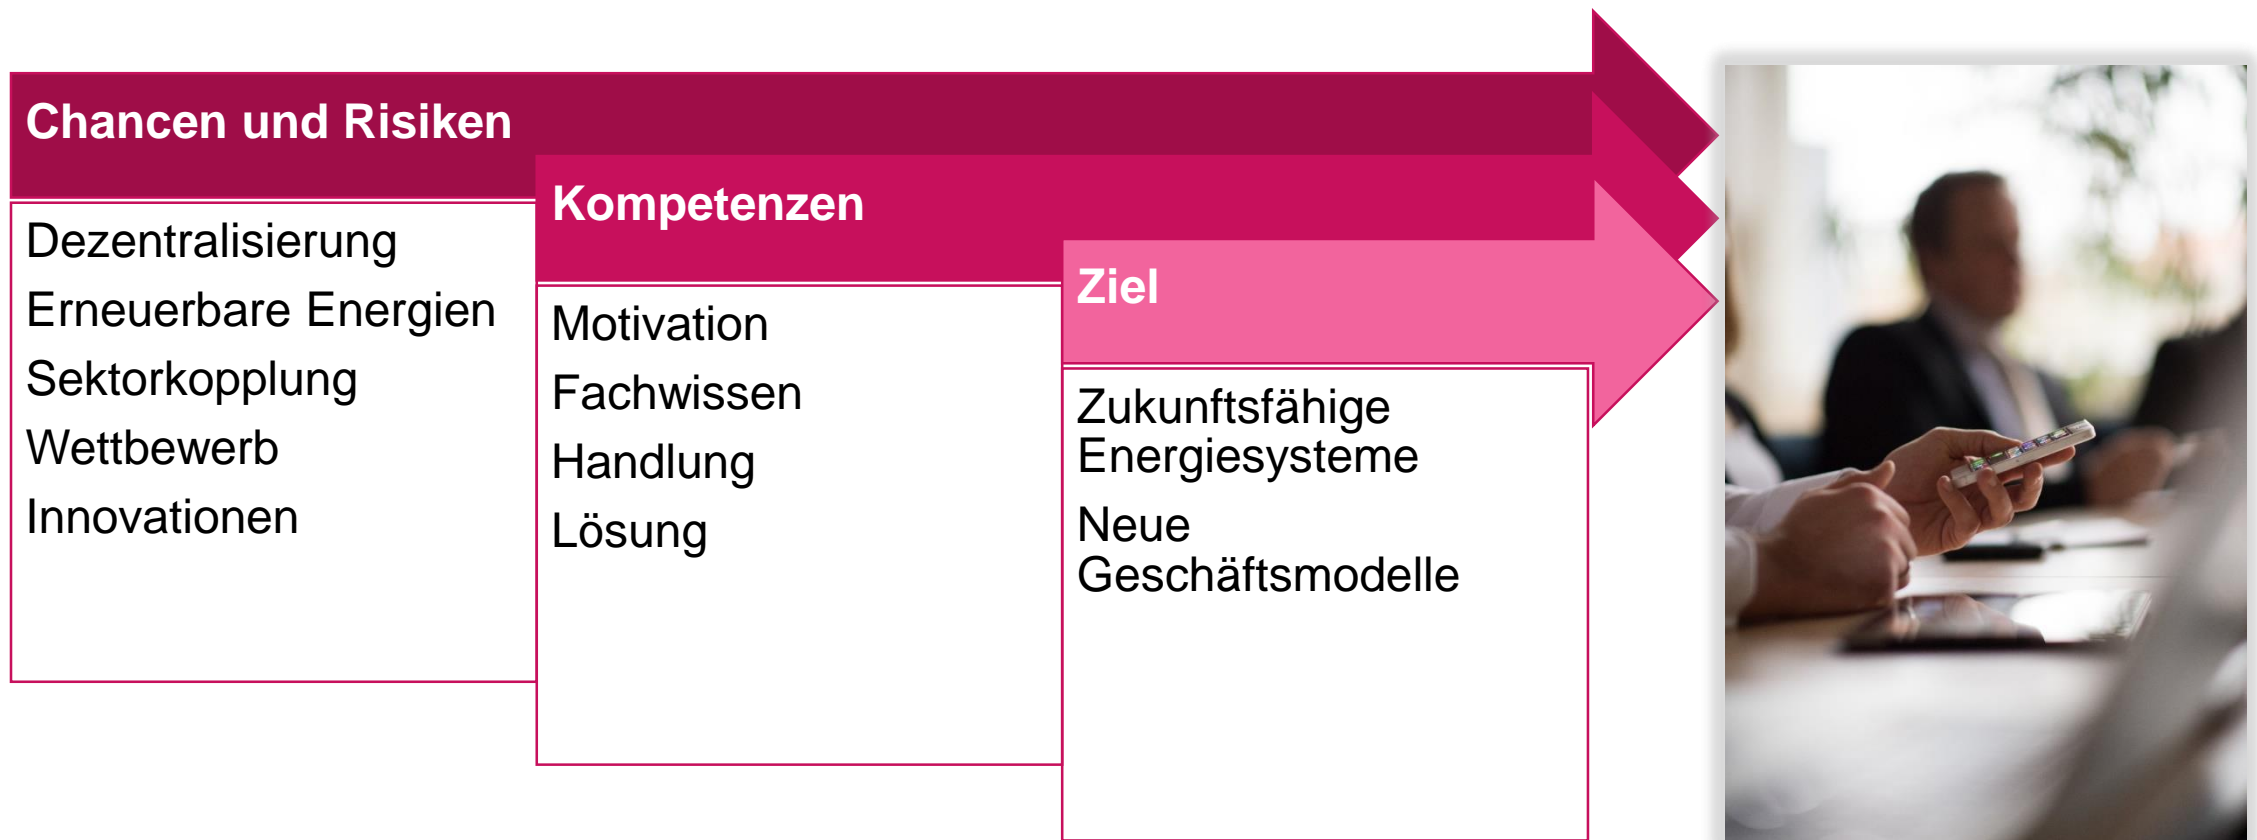 Chancen und Risiken
Dezentralisierung
Erneuerbare Energien
Sektorkopplung
Wettbewerb
Innovationen
Kompetenzen
Motivation
Fachwissen
Handlung
Lösung
Ziel
Zukunftsfähige
Energiesysteme
Neue
Geschäftsmodelle